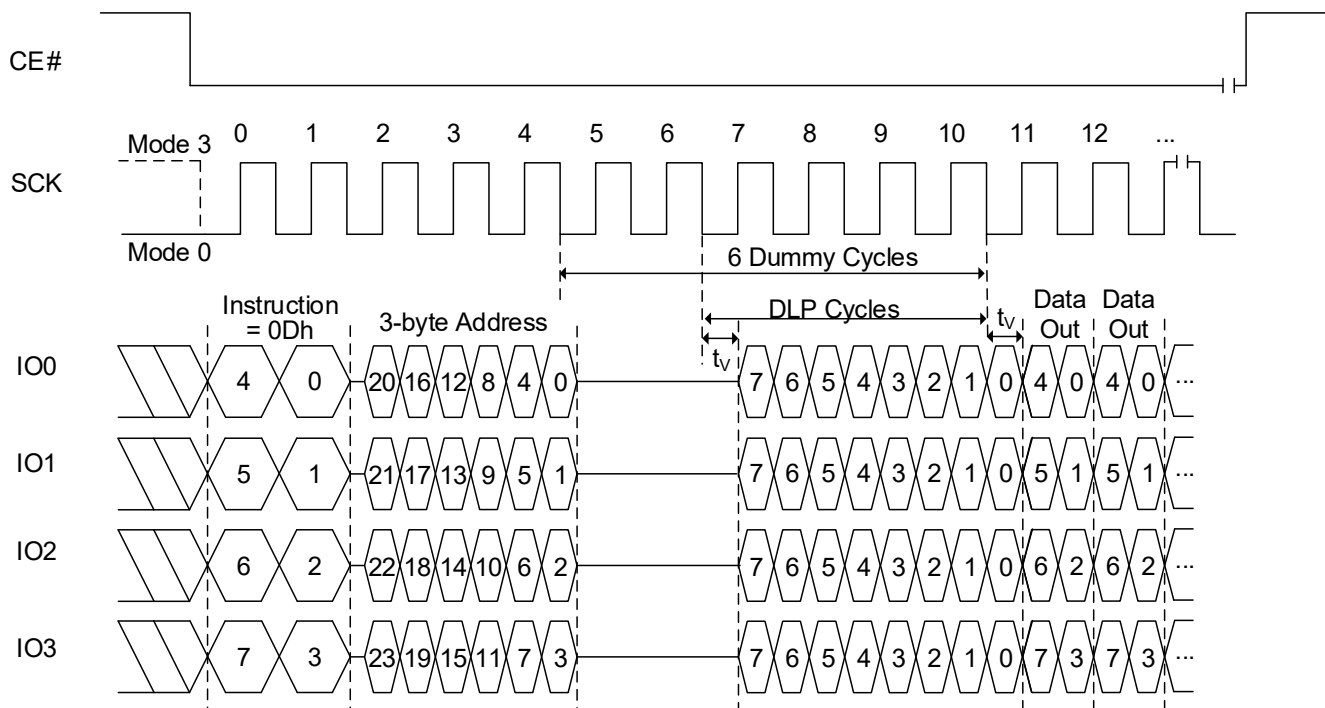 CE#
0 1 2 3 4 5 6 7 8 9 10 11 12 ...
Mode 3
SCK
Mode 0
6 Dummy Cycles
Instruction = 0Dh
3-byte Address
DLP Cycles
tV
tV
Data Out
Data Out
IO0 4 0 20 16 12 8 4 0 7 6 5 4 3 2 1 0 4 0 4 0 ...
IO1 5 1 21 17 13 9 5 1 7 6 5 4 3 2 1 0 5 1 5 1 ...
IO2 6 2 22 18 14 10 6 2 7 6 5 4 3 2 1 0 6 2 6 2 ...
IO3 7 3 23 19 15 11 7 3 7 6 5 4 3 2 1 0 7 3 7 3 ...